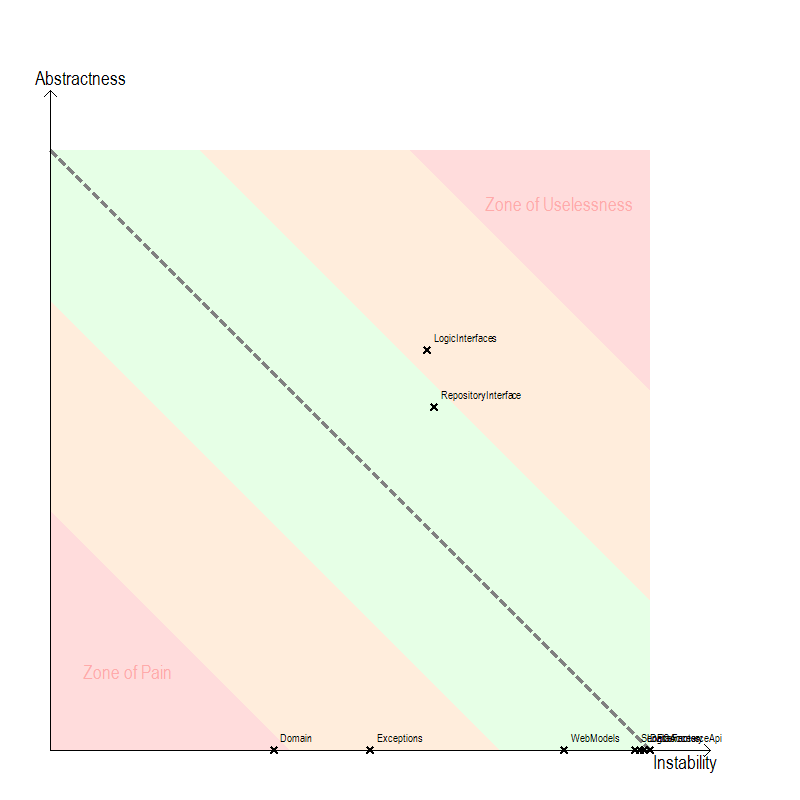 Abstractness
Zone of Uselessness
LogicInterfaces
RepositoryInterface
Zone of Pain
Domain
Exceptions
WebModels
Instability